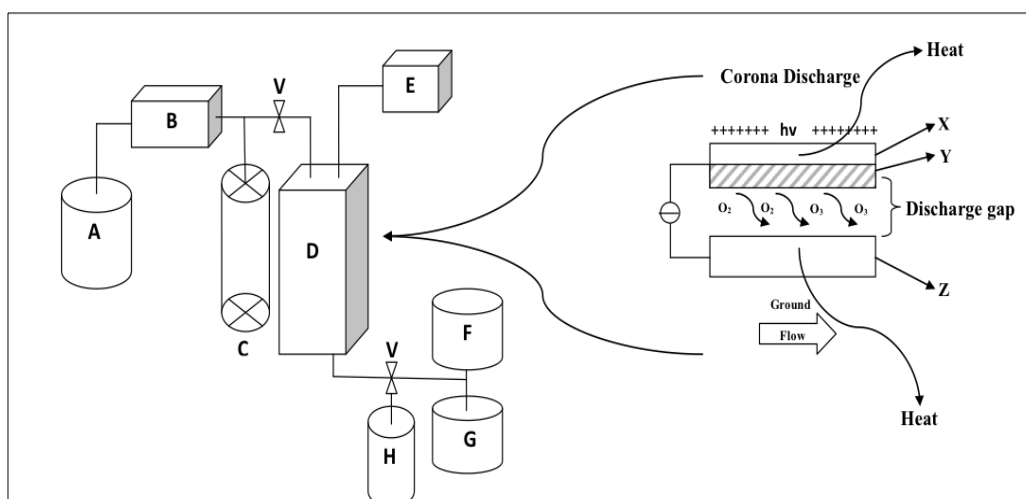 Heat
Corona Discharge
V
E
B
+++++++ hv ++++++++
X
Y
O₂ O₂ O₃ O₃
Discharge gap
A
D
Z
Ground
Flow
F
V
C
Heat
G
H